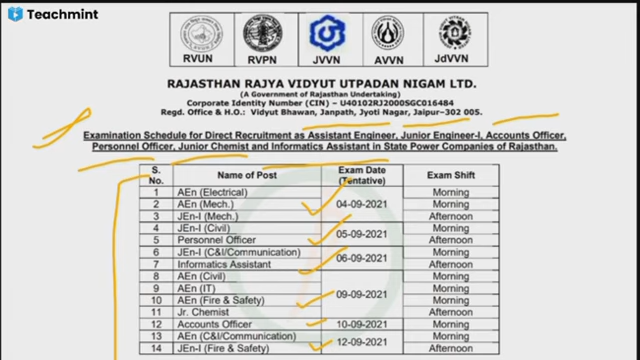 Teachmint
RVUN RVPN JVVN AVVN JdVVN
RAJASTHAN RAJYA VIDYUT UTPADAN NIGAM LTD.
(A Government of Rajasthan Undertaking)
Corporate Identity Number (CIN) – U40102RJ2000SGC016484
Regd. Office & H.O.: Vidyut Bhawan, Janpath, Jyoti Nagar, Jaipur-302 005.
Examination Schedule for Direct Recruitment as Assistant Engineer, Junior Engineer-I, Accounts Officer,
Personnel Officer, Junior Chemist and Informatics Assistant in State Power Companies of Rajasthan.
S. No. Name of Post Exam Date (Tentative) Exam Shift
1 AEn (Electrical) 04-09-2021 Morning
2 AEn (Mech.) Morning
3 JEn-I (Mech.) Afternoon
4 JEn-I (Civil) 05-09-2021 Morning
5 Personnel Officer Afternoon
6 JEn-I (C&I/Communication) 06-09-2021 Morning
7 Informatics Assistant Afternoon
8 AEn (Civil) 09-09-2021 Morning
9 AEn (IT) Morning
10 AEn (Fire & Safety) Morning
11 Jr. Chemist Afternoon
12 Accounts Officer 10-09-2021 Morning
13 AEn (C&I/Communication) 12-09-2021 Morning
14 JEn-I (Fire & Safety) Afternoon